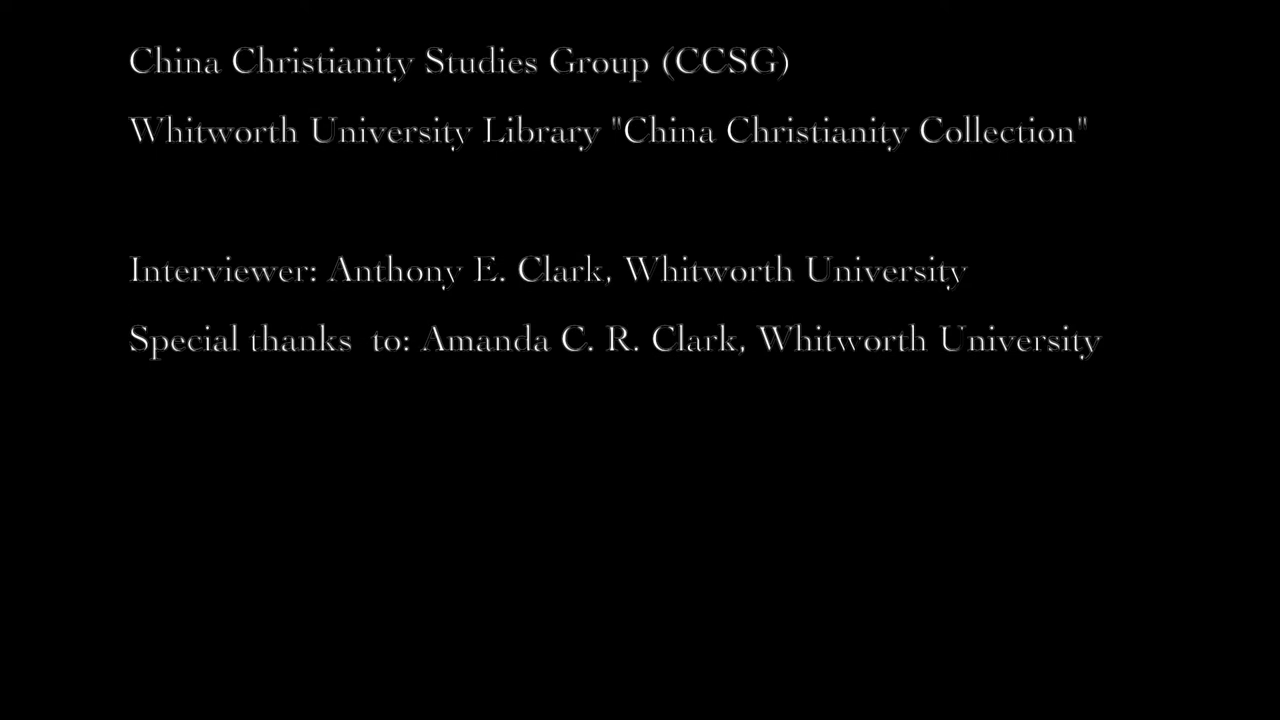 China Christianity Studies Group (CCSG)
Whitworth University Library "China Christianity Collection"
Interviewer: Anthony E. Clark, Whitworth University
Special thanks  to: Amanda C. R. Clark, Whitworth University